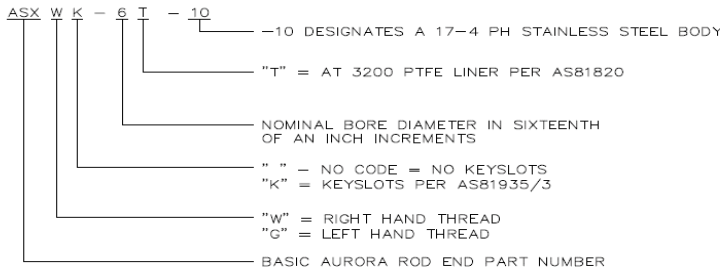 ASX W K - 6 T - 10
-10 DESIGNATES A 17-4 PH STAINLESS STEEL BODY
"T" = AT 3200 PTFE LINER PER AS81820
NOMINAL BORE DIAMETER IN SIXTEENTH
OF AN INCH INCREMENTS
" " - NO CODE = NO KEYSLOTS
"K" = KEYSLOTS PER AS81935/3
"W" = RIGHT HAND THREAD
"G" = LEFT HAND THREAD
BASIC AURORA ROD END PART NUMBER